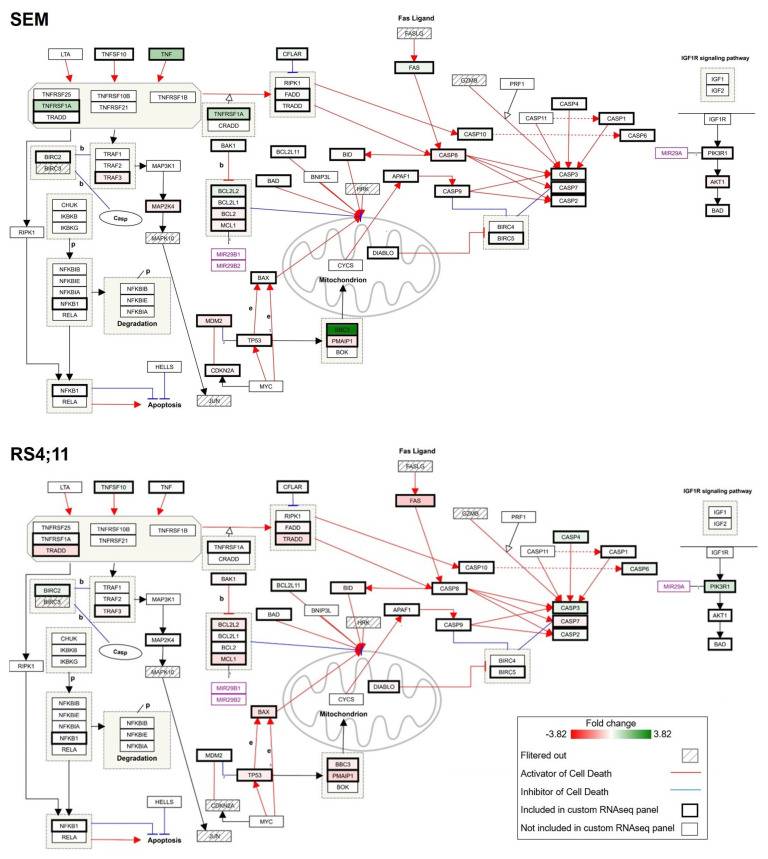 SEM
Fas Ligand
LTA
TNFSF10
TNF
CFLAR
FASLG
IGF1R signaling pathway
TNFRSF25
TNFRSF1A
TRADD
TNFRSF10B
TNFRSF21
TNFRSF1B
RIPK1
FADD
TRADD
FAS
GZMB
PRF1
IGF1
IGF2
TNFRSF1A
CRADD
CASP4
CASP11
CASP1
IGF1R
CASP10
CASP6
BIRC2
BIRC3
b
b
TRAF1
TRAF2
TRAF3
MAP3K1
BAK1
b
BCL2L11
BID
CASP8
MIR29A
PIK3R1
BAD
BNIP3L
HRK
APAF1
CASP9
CASP3
CASP7
CASP2
AKT1
BAD
CHUK
IKBKB
IKBKG
Casp
MAP2K4
BCL2L2
BCL2L1
BCL2
MCL1
RIPK1
MAPK10
BIRC4
BIRC5
p
p
MIR29B1
MIR29B2
DIABLO
CYCS
Mitochondrion
NFKBIB
NFKBIE
NFKBIA
NFKB1
RELA
NFKBIB
NFKBIE
NFKBIA
Degradation
BAX
e
e
MDM2
TP53
BBC3
PMAIP1
BOK
HELLS
CDKN2A
MYC
NFKB1
RELA
Apoptosis
JUN
RS4;11
Fas Ligand
LTA
TNFSF10
TNF
CFLAR
FASLG
IGF1R signaling pathway
TNFRSF25
TNFRSF1A
TRADD
TNFRSF10B
TNFRSF21
TNFRSF1B
RIPK1
FADD
TRADD
FAS
GZMB
PRF1
IGF1
IGF2
TNFRSF1A
CRADD
CASP4
CASP11
CASP1
IGF1R
CASP10
CASP6
BIRC2
BIRC3
b
b
TRAF1
TRAF2
TRAF3
MAP3K1
BAK1
b
BCL2L11
BID
CASP8
MIR29A
PIK3R1
BAD
BNIP3L
HRK
APAF1
CASP9
CASP3
CASP7
CASP2
AKT1
BAD
CHUK
IKBKB
IKBKG
Casp
MAP2K4
BCL2L2
BCL2L1
BCL2
MCL1
RIPK1
MAPK10
BIRC4
BIRC5
p
p
MIR29B1
MIR29B2
DIABLO
CYCS
Mitochondrion
NFKBIB
NFKBIE
NFKBIA
NFKB1
RELA
NFKBIB
NFKBIE
NFKBIA
Degradation
BAX
e
e
MDM2
TP53
BBC3
PMAIP1
BOK
HELLS
CDKN2A
MYC
NFKB1
RELA
Apoptosis
JUN
Fold change
-3.82 3.82
Flitered out
Activator of Cell Death
Inhibitor of Cell Death
Included in custom RNAseq panel
Not included in custom RNAseq panel